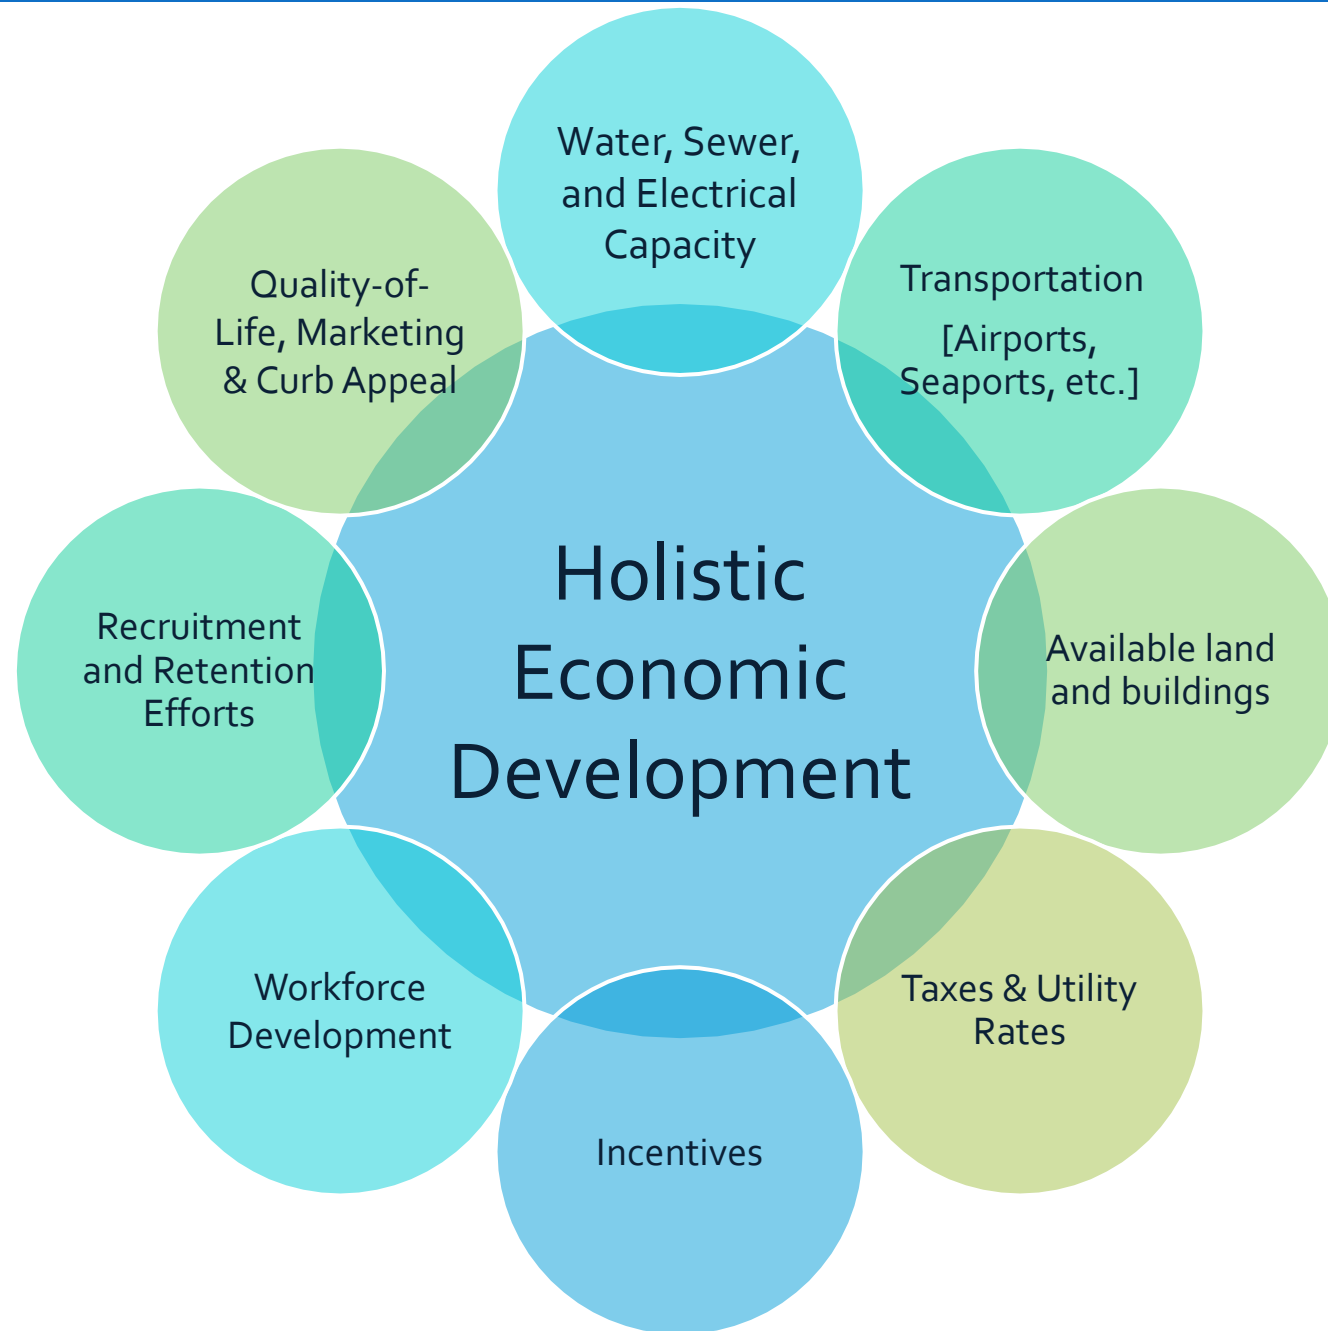 Water, Sewer,
and Electrical
Capacity
Transportation
[Airports,
Seaports, etc.]
Available land
and buildings
Taxes & Utility
Rates
Incentives
Workforce
Development
Recruitment
and Retention
Efforts
Quality-of-
Life, Marketing
& Curb Appeal
Holistic
Economic
Development